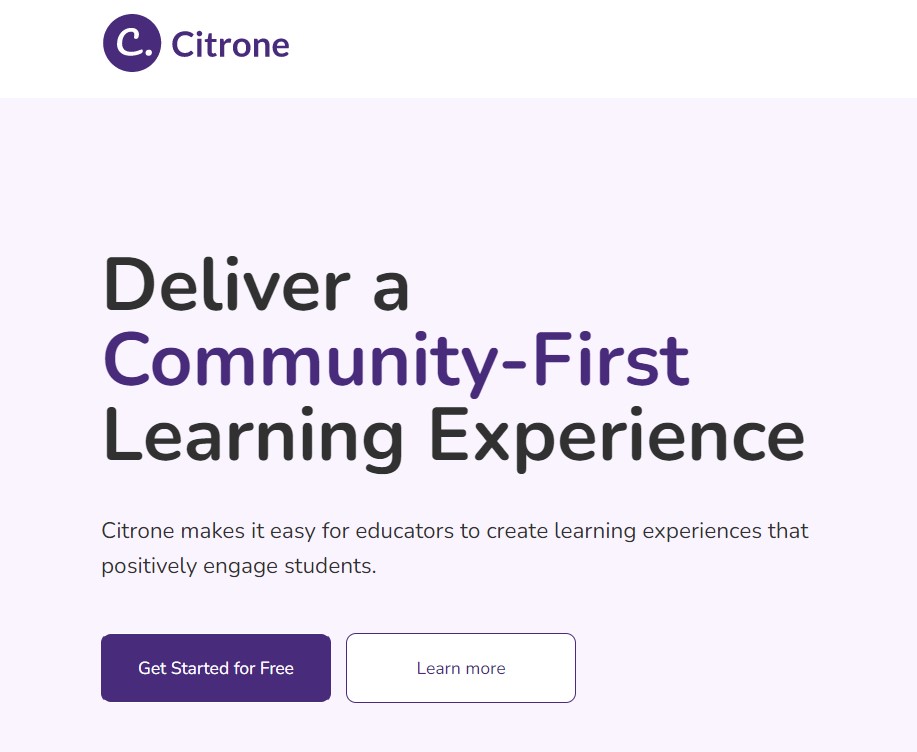 C. Citrone
Deliver a
Community-First
Learning Experience
Citrone makes it easy for educators to create learning experiences that
positively engage students.
Get Started for Free Learn more